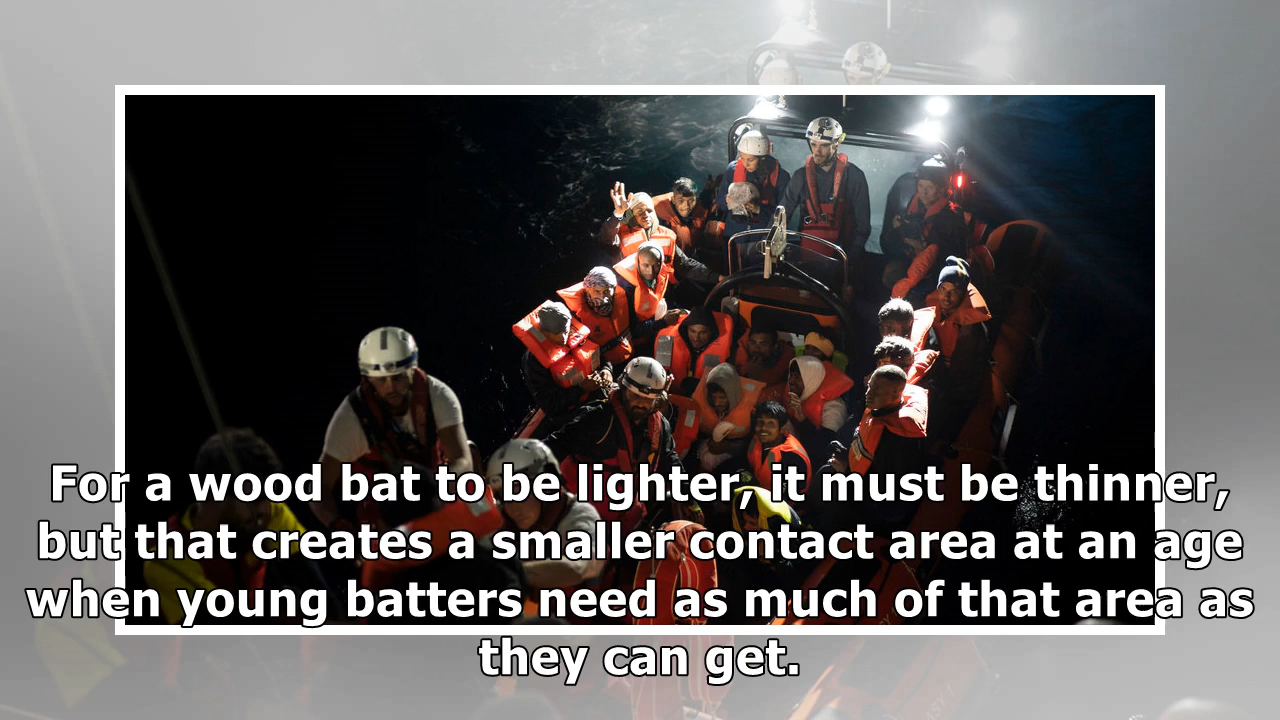 For a wood bat to be lighter, it must be thinner,
but that creates a smaller contact area at an age
when young batters need as much of that area as
they can get.